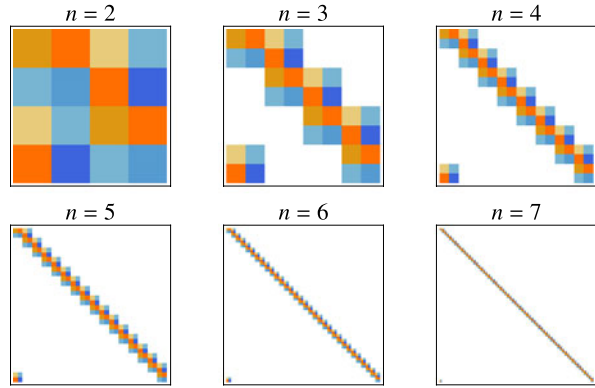 n = 2 n = 3 n = 4
n = 5 n = 6 n = 7